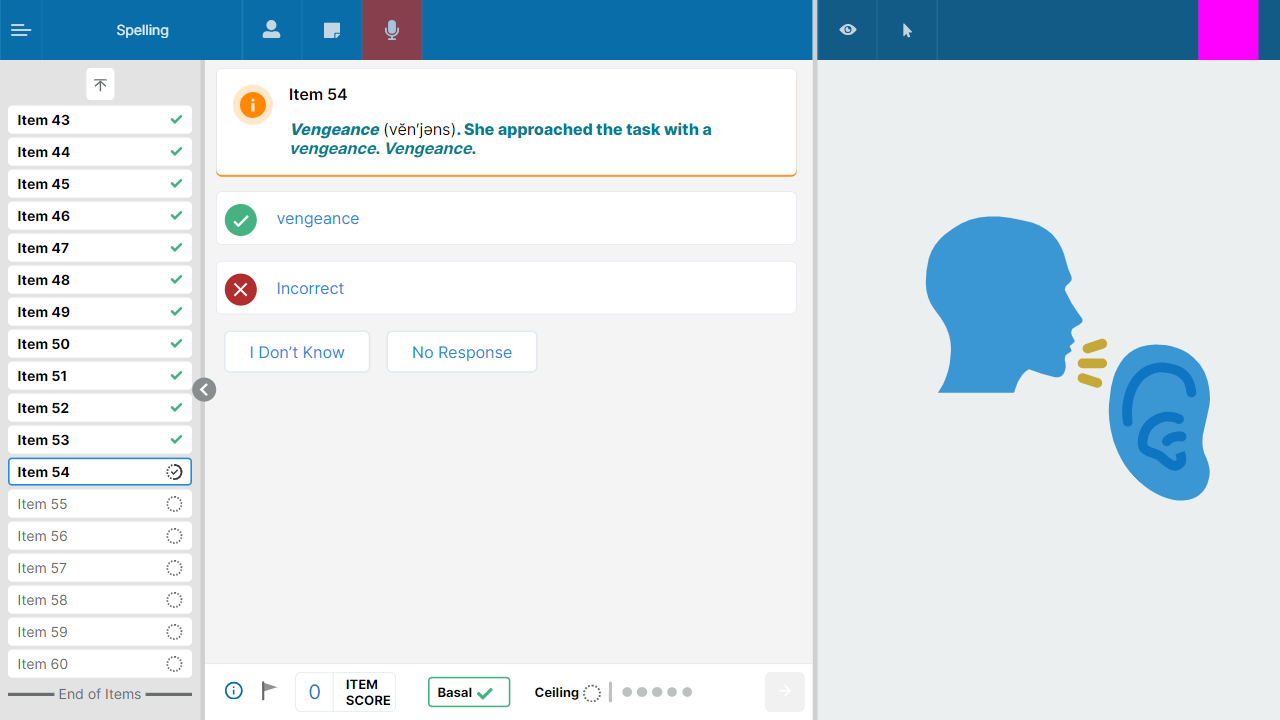 Spelling
Item 43
Item 44
Item 45
Item 46
Item 47
Item 48
Item 49
Item 50
Item 51
Item 52
Item 53
Item 54
Item 55
Item 56
Item 57
Item 58
Item 59
Item 60
End of Items
Item 54
Vengeance (vĕn′jəns). She approached the task with a
vengeance. Vengeance.
vengeance
Incorrect
I Don’t Know
No Response
0
ITEM
SCORE
Basal
Ceiling